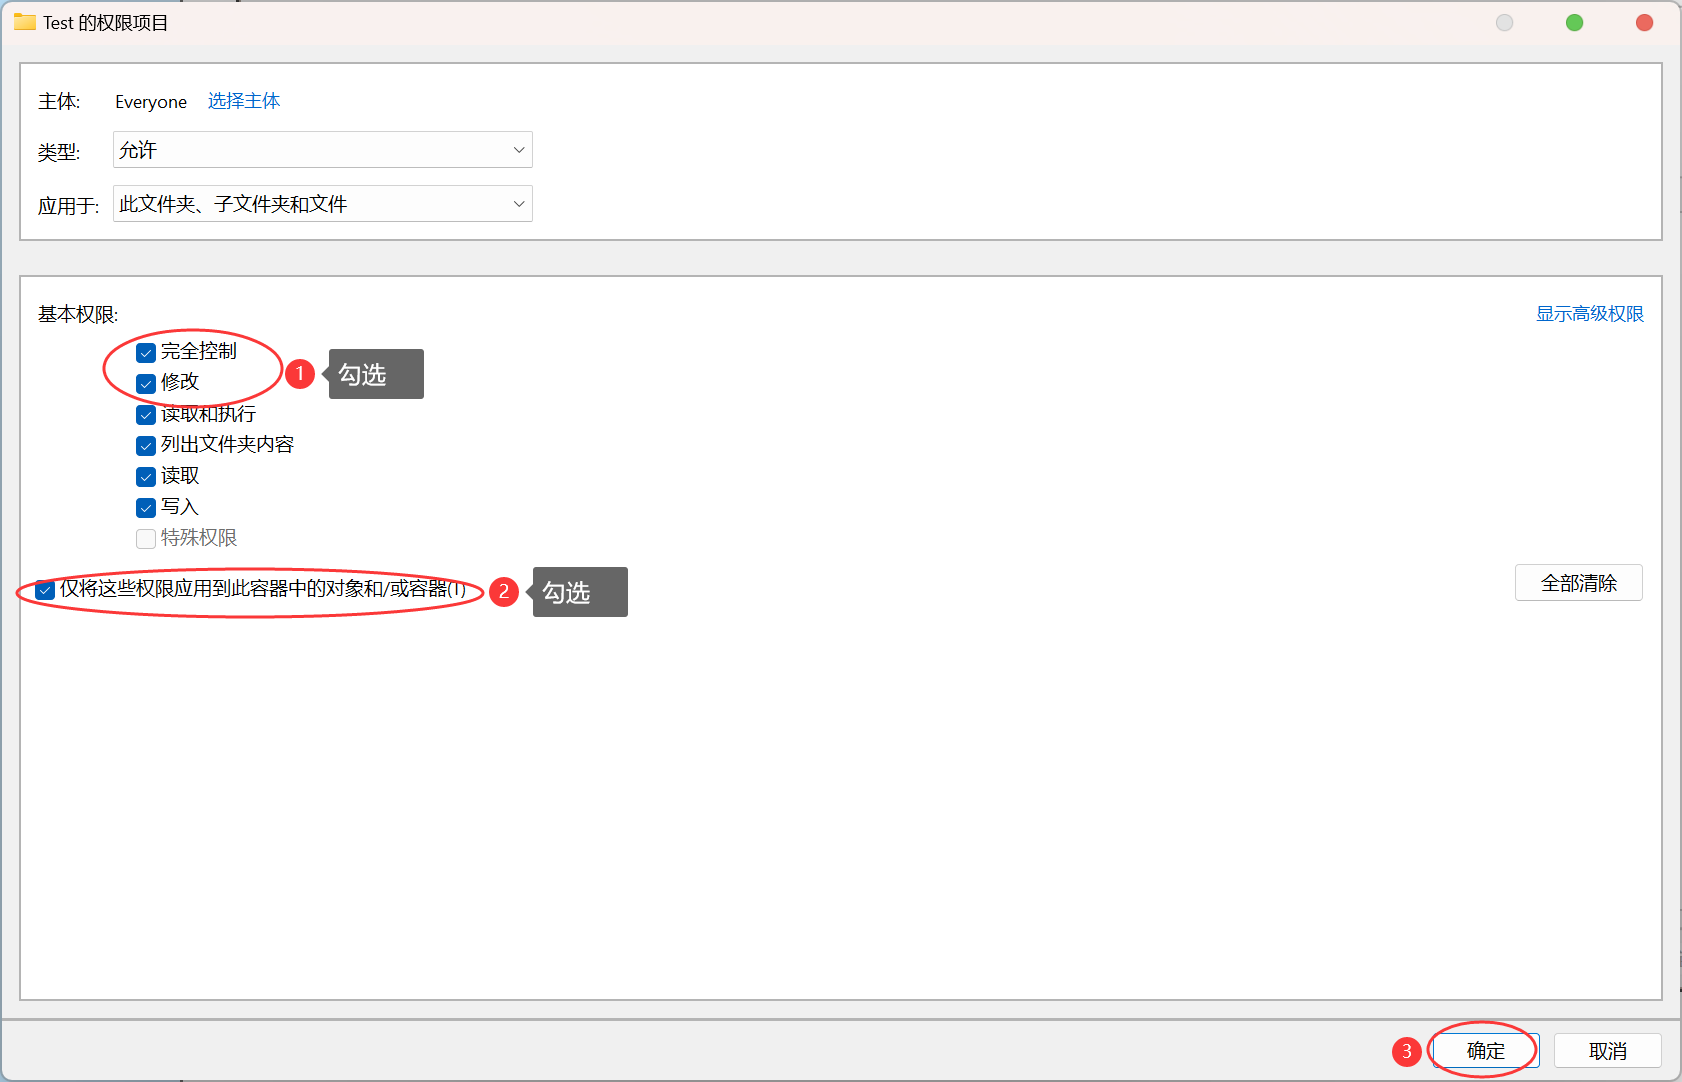 Test 的权限项目
主体: Everyone 选择主体
类型: 允许
应用于: 此文件夹、子文件夹和文件
基本权限: 显示高级权限
完全控制
修改
1 勾选
读取和执行
列出文件夹内容
读取
写入
特殊权限
仅将这些权限应用到此容器中的对象和/或容器(T) 2 勾选
全部清除
3 确定 取消